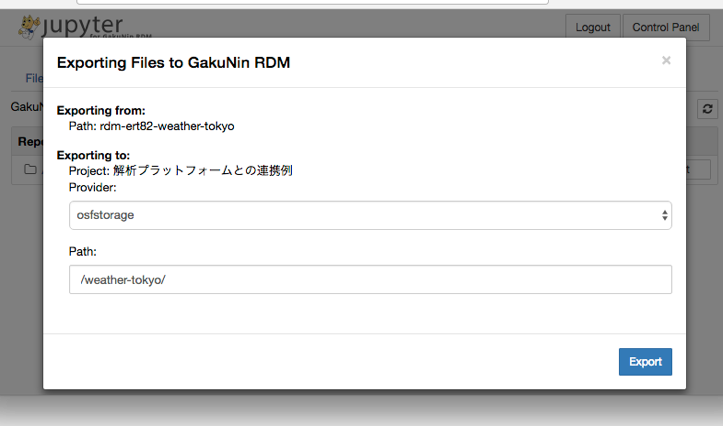 jupyter
for GakuNin RDM
Logout
Control Panel
Exporting Files to GakuNin RDM
×
File
GakuN
Exporting from:
Path: rdm-ert82-weather-tokyo
Repo
Exporting to:
Project: 解析プラットフォームとの連携例
t
Provider:
osfstorage
Path:
/weather-tokyo/
Export